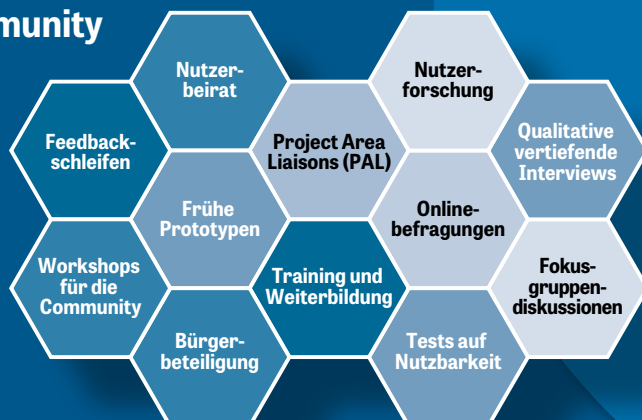 munity
Nutzer-
beirat
Nutzer-
forschung
Feedback-
schleifen
Project Area
Liaisons (PAL)
Qualitative
vertiefende
Interviews
Frühe
Prototypen
Online-
befragungen
Workshops
für die
Community
Training und
Weiterbildung
Fokus-
gruppen-
diskussionen
Bürger-
beteiligung
Tests auf
Nutzbarkeit